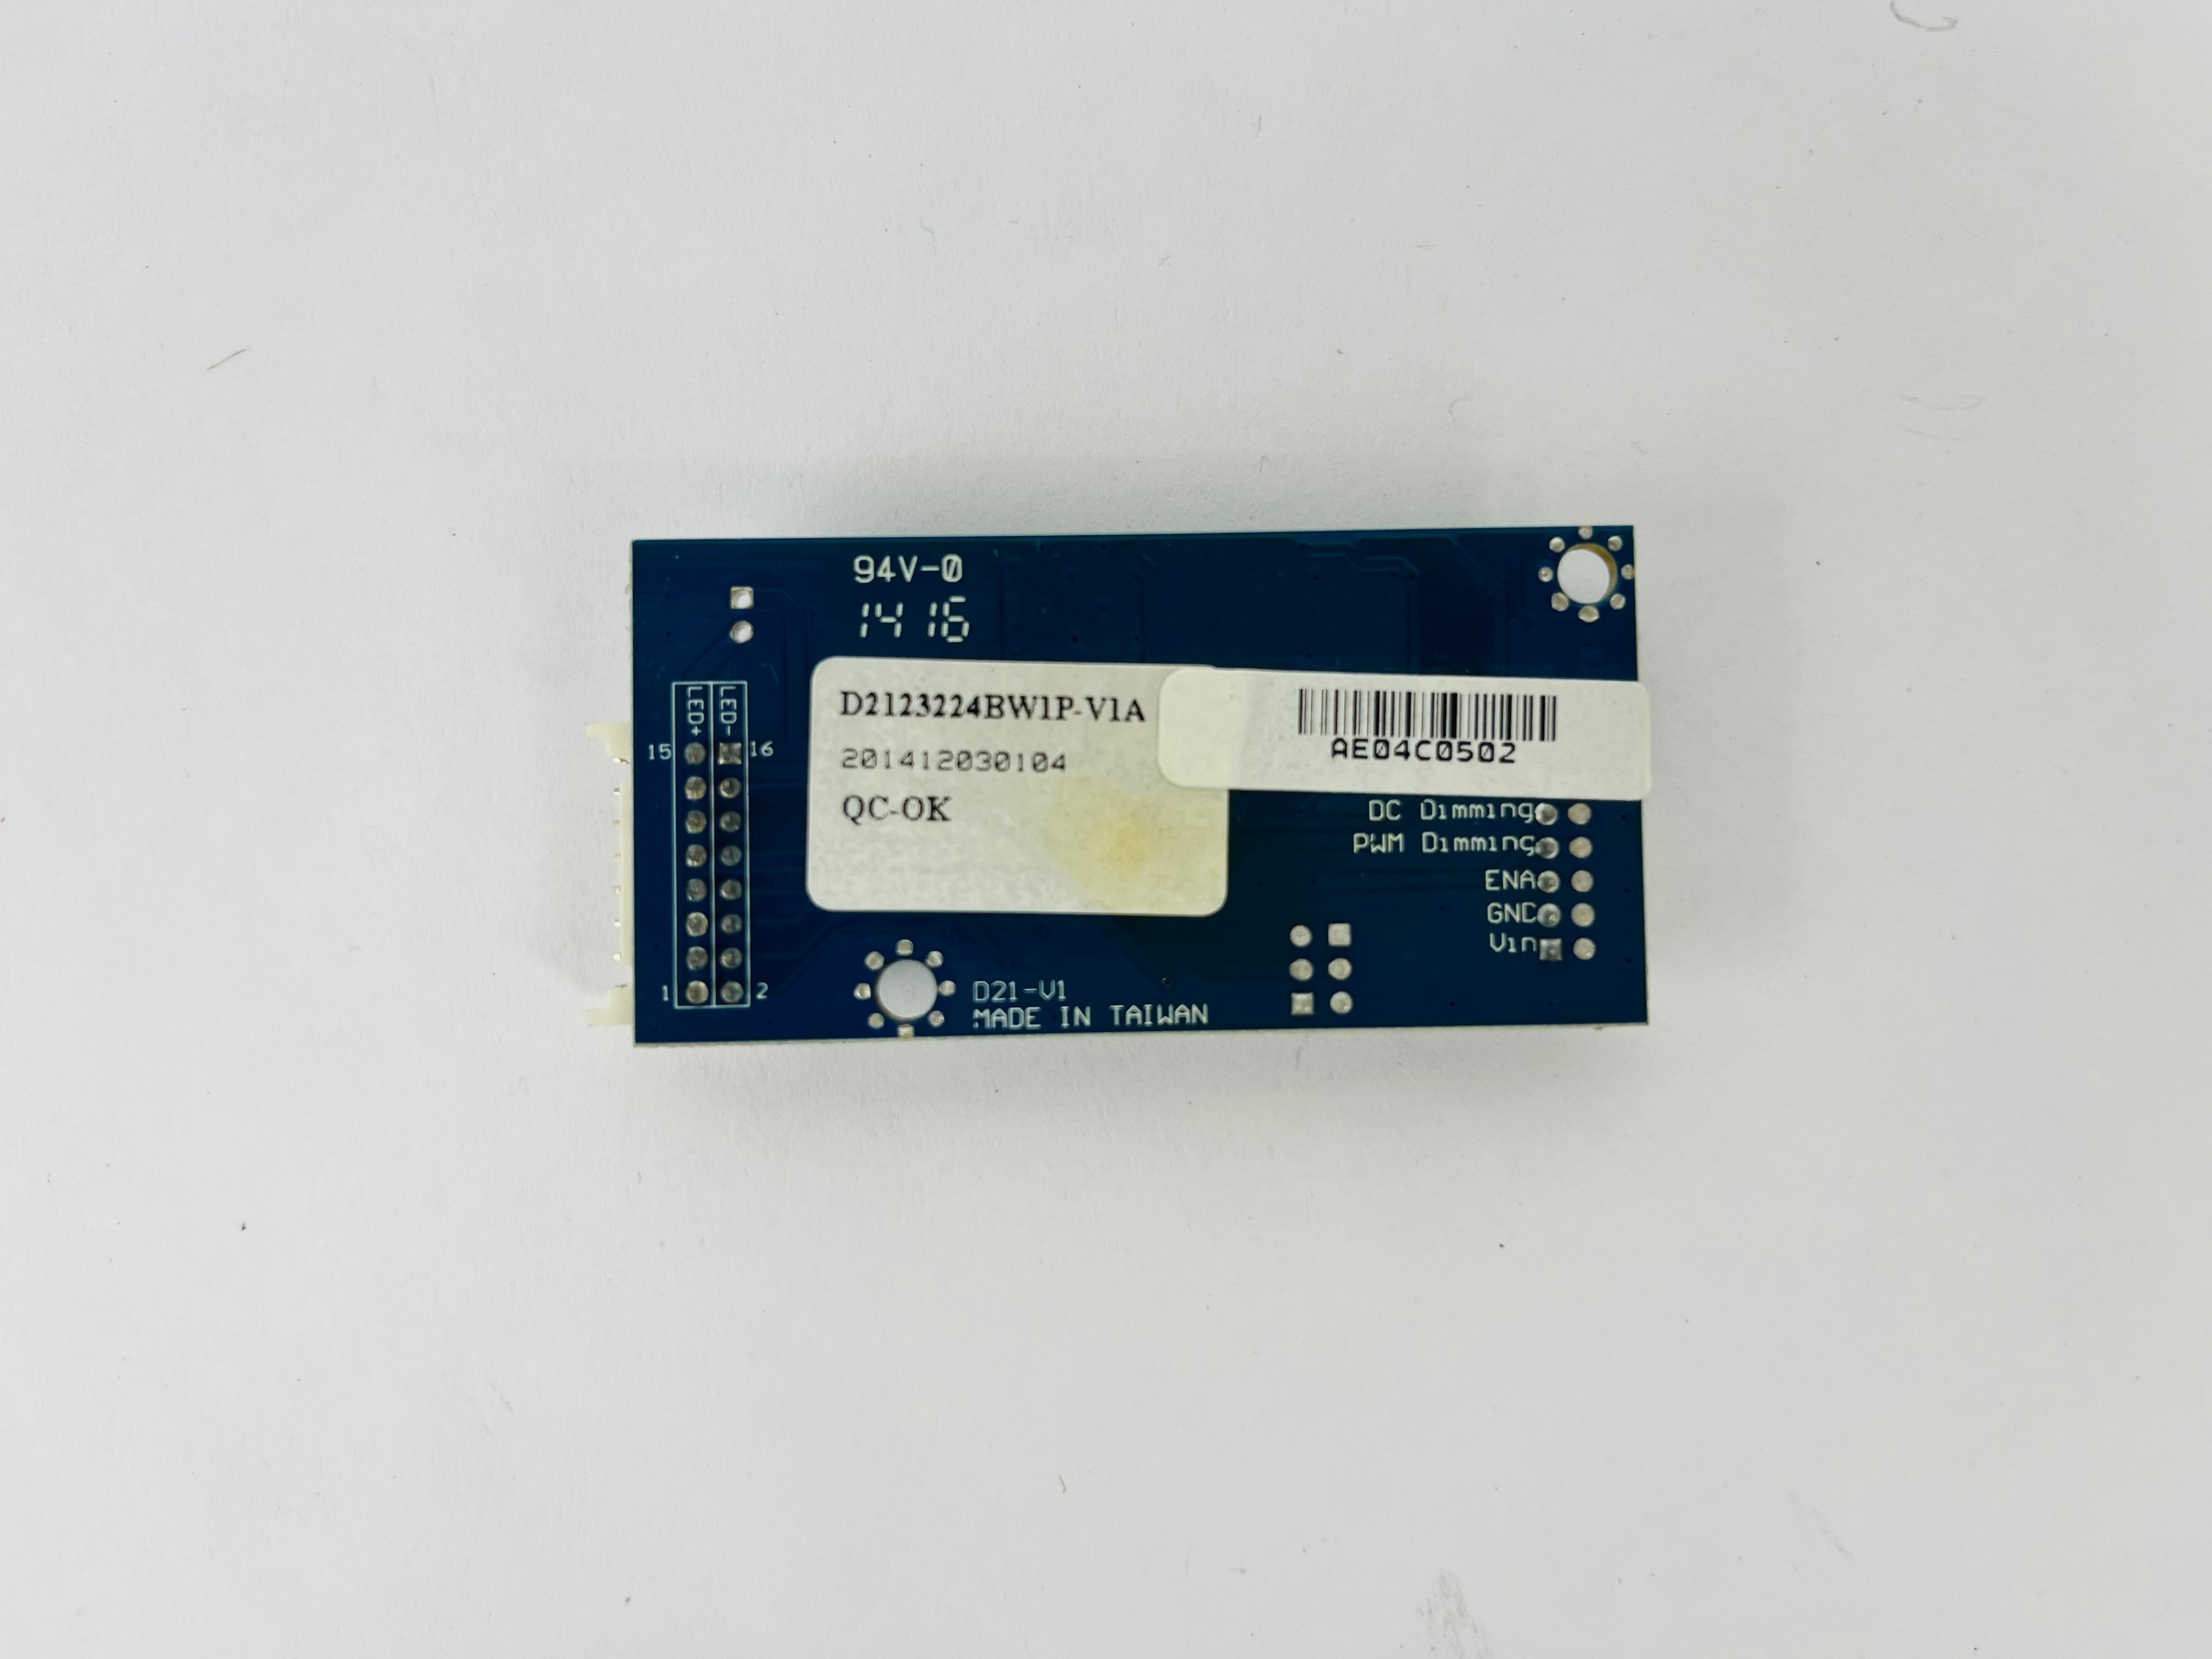 94V-0
1416
LED+
LED-
15
16
D2123224BW1P-V1A
201412030104
QC-OK
AE04C0502
DC Dimming
PWM Dimming
ENA
GND
Vin
1
2
D21-V1
MADE IN TAIWAN